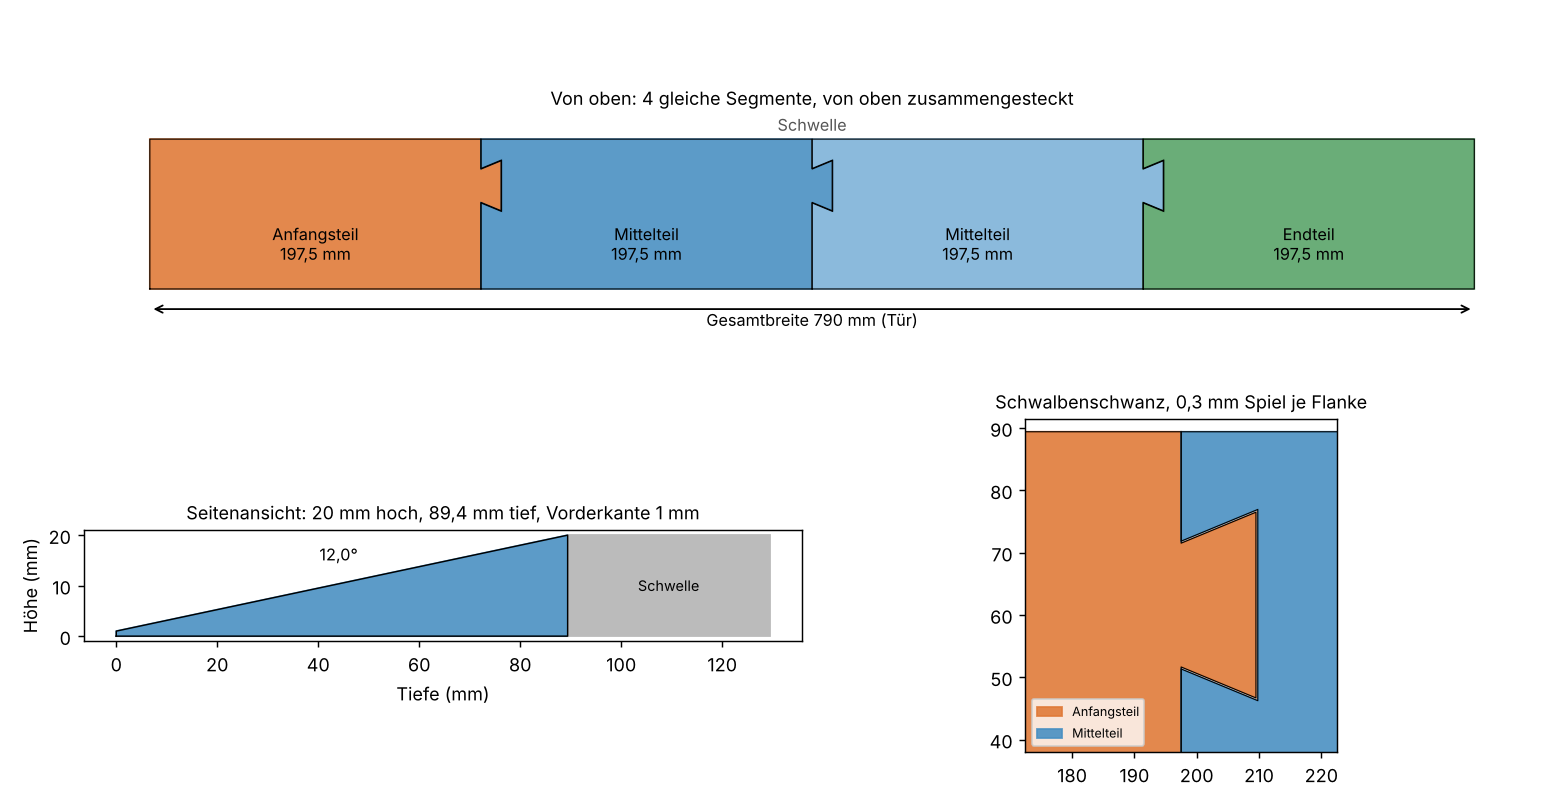 Von oben: 4 gleiche Segmente, von oben zusammengesteckt
Schwelle
Anfangsteil
197,5 mm
Mittelteil
197,5 mm
Mittelteil
197,5 mm
Endteil
197,5 mm
Gesamtbreite 790 mm (Tür)
Seitenansicht: 20 mm hoch, 89,4 mm tief, Vorderkante 1 mm
Höhe (mm)
20
10
0
12,0°
Schwelle
0 20 40 60 80 100 120
Tiefe (mm)
Schwalbenschwanz, 0,3 mm Spiel je Flanke
90
80
70
60
50
40
Anfangsteil
Mittelteil
180 190 200 210 220